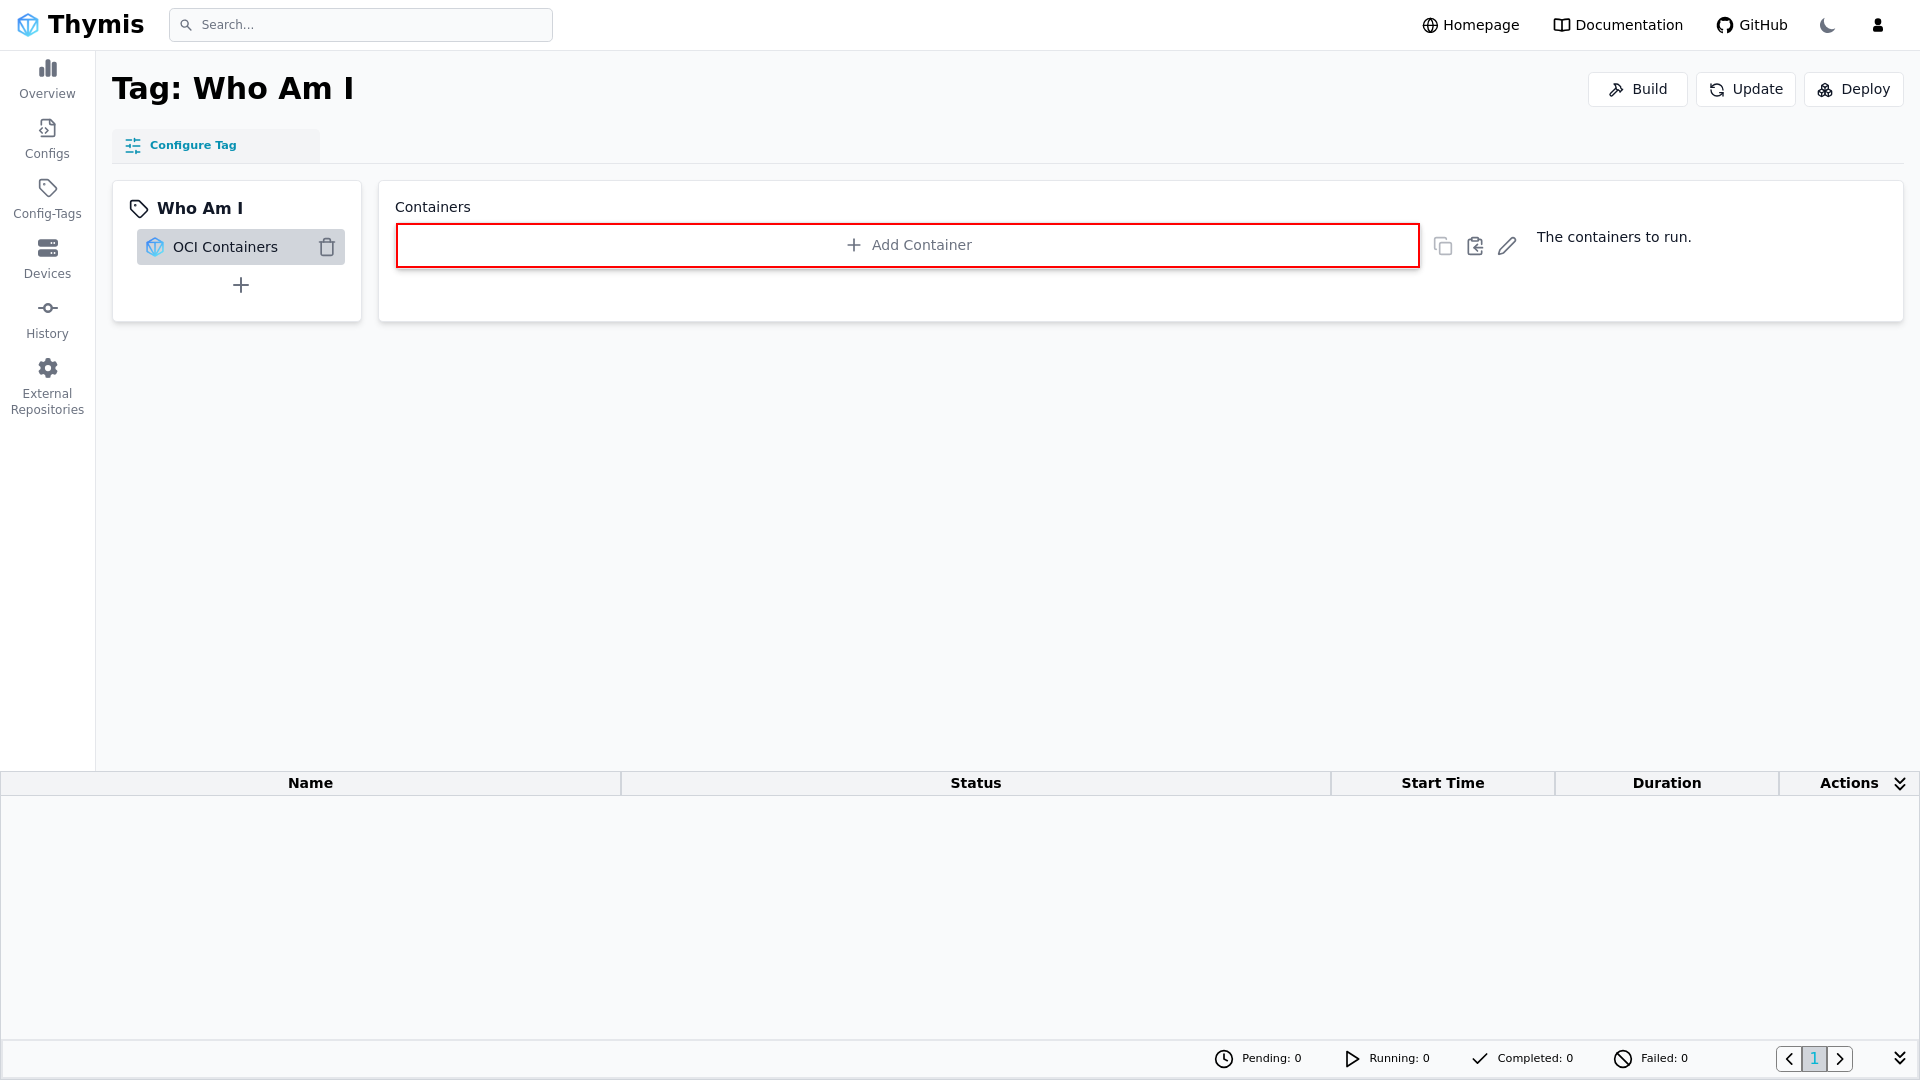 Thymis
Search...
Homepage
Documentation
GitHub
Overview
Configs
Config-Tags
Devices
History
External
Repositories
Tag: Who Am I
Build
Update
Deploy
Configure Tag
Who Am I
OCI Containers
Containers
Add Container
The containers to run.
Name
Status
Start Time
Duration
Actions
Pending: 0
Running: 0
Completed: 0
Failed: 0
1